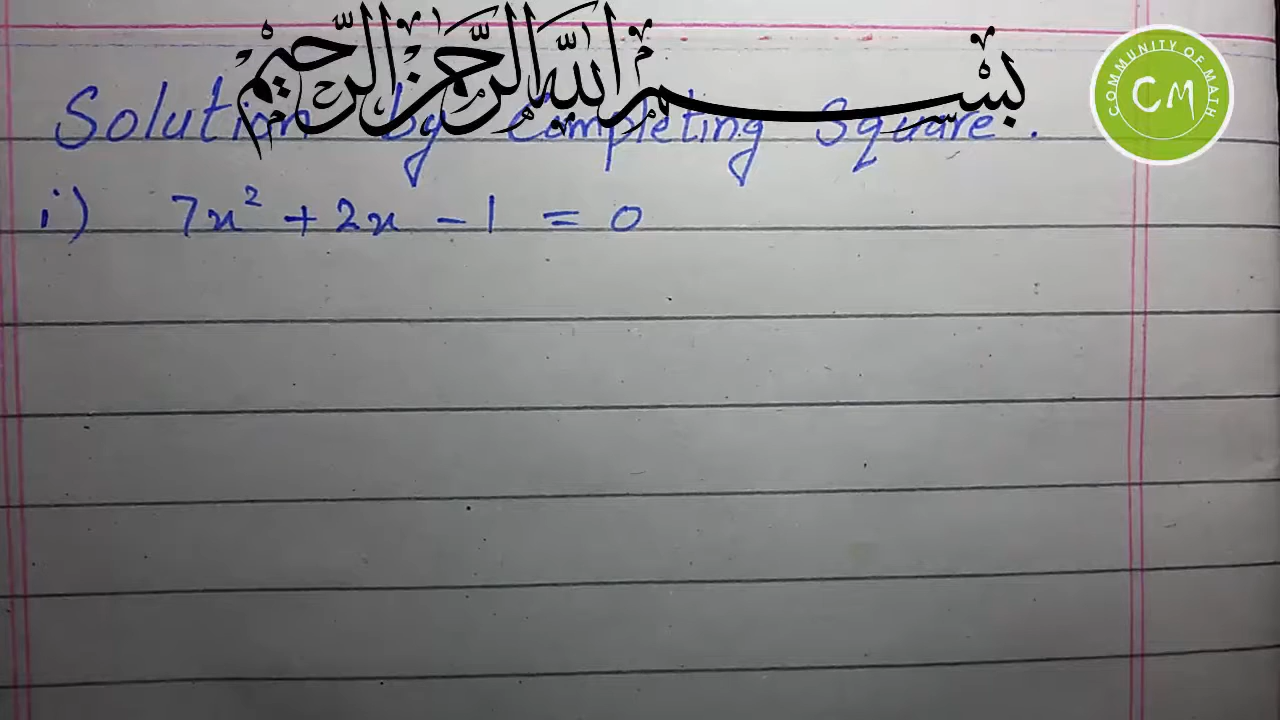 بسم الله الرحمن الرحيم
Solution by Completing Square.
i) 7x² + 2x - 1 = 0
COMMUNITY OF MATH
CM